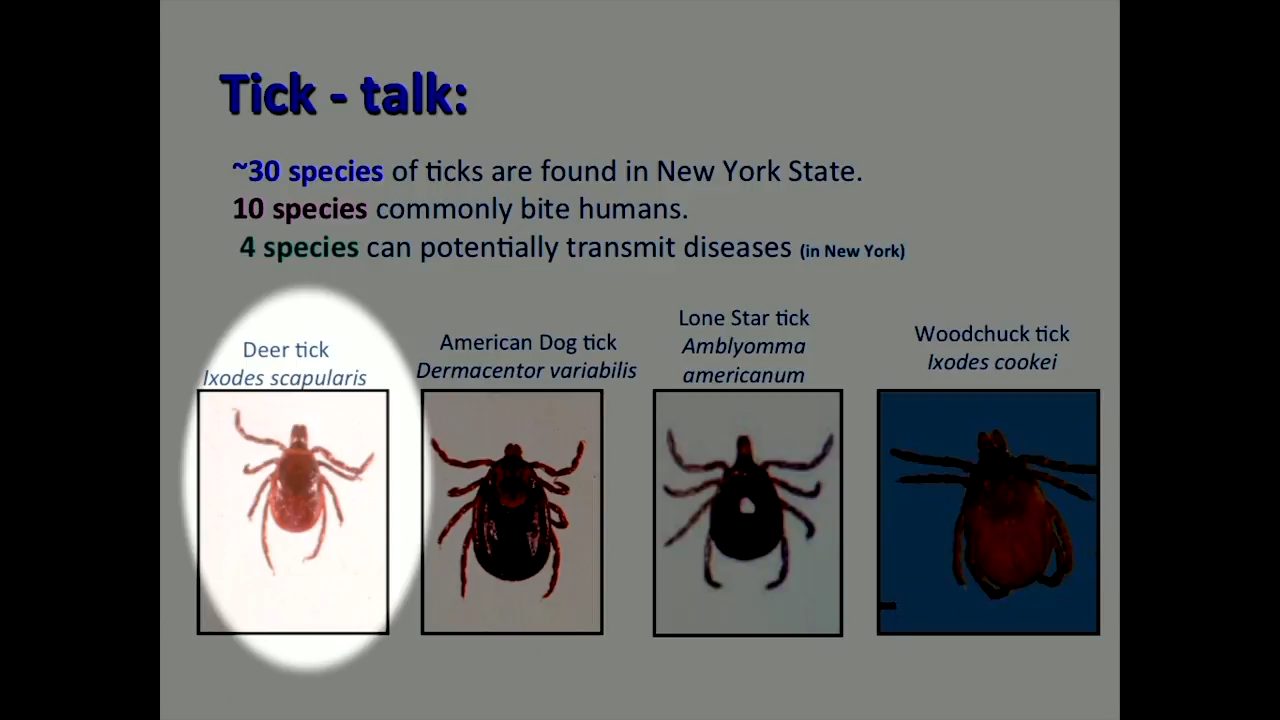 Tick - talk:
~30 species of ticks are found in New York State.
10 species commonly bite humans.
4 species can potentially transmit diseases (in New York)
Deer tick
Ixodes scapularis
American Dog tick
Dermacentor variabilis
Lone Star tick
Amblyomma
americanum
Woodchuck tick
Ixodes cookei